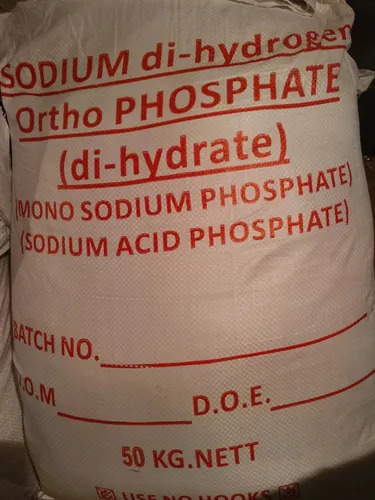 SODIUM di-hydrogen
Ortho PHOSPHATE
(di-hydrate)
(MONO SODIUM PHOSPHATE)
(SODIUM ACID PHOSPHATE)
BATCH NO.
D.O.M
D.O.E.
50 KG.NETT
USE NO HOOKS